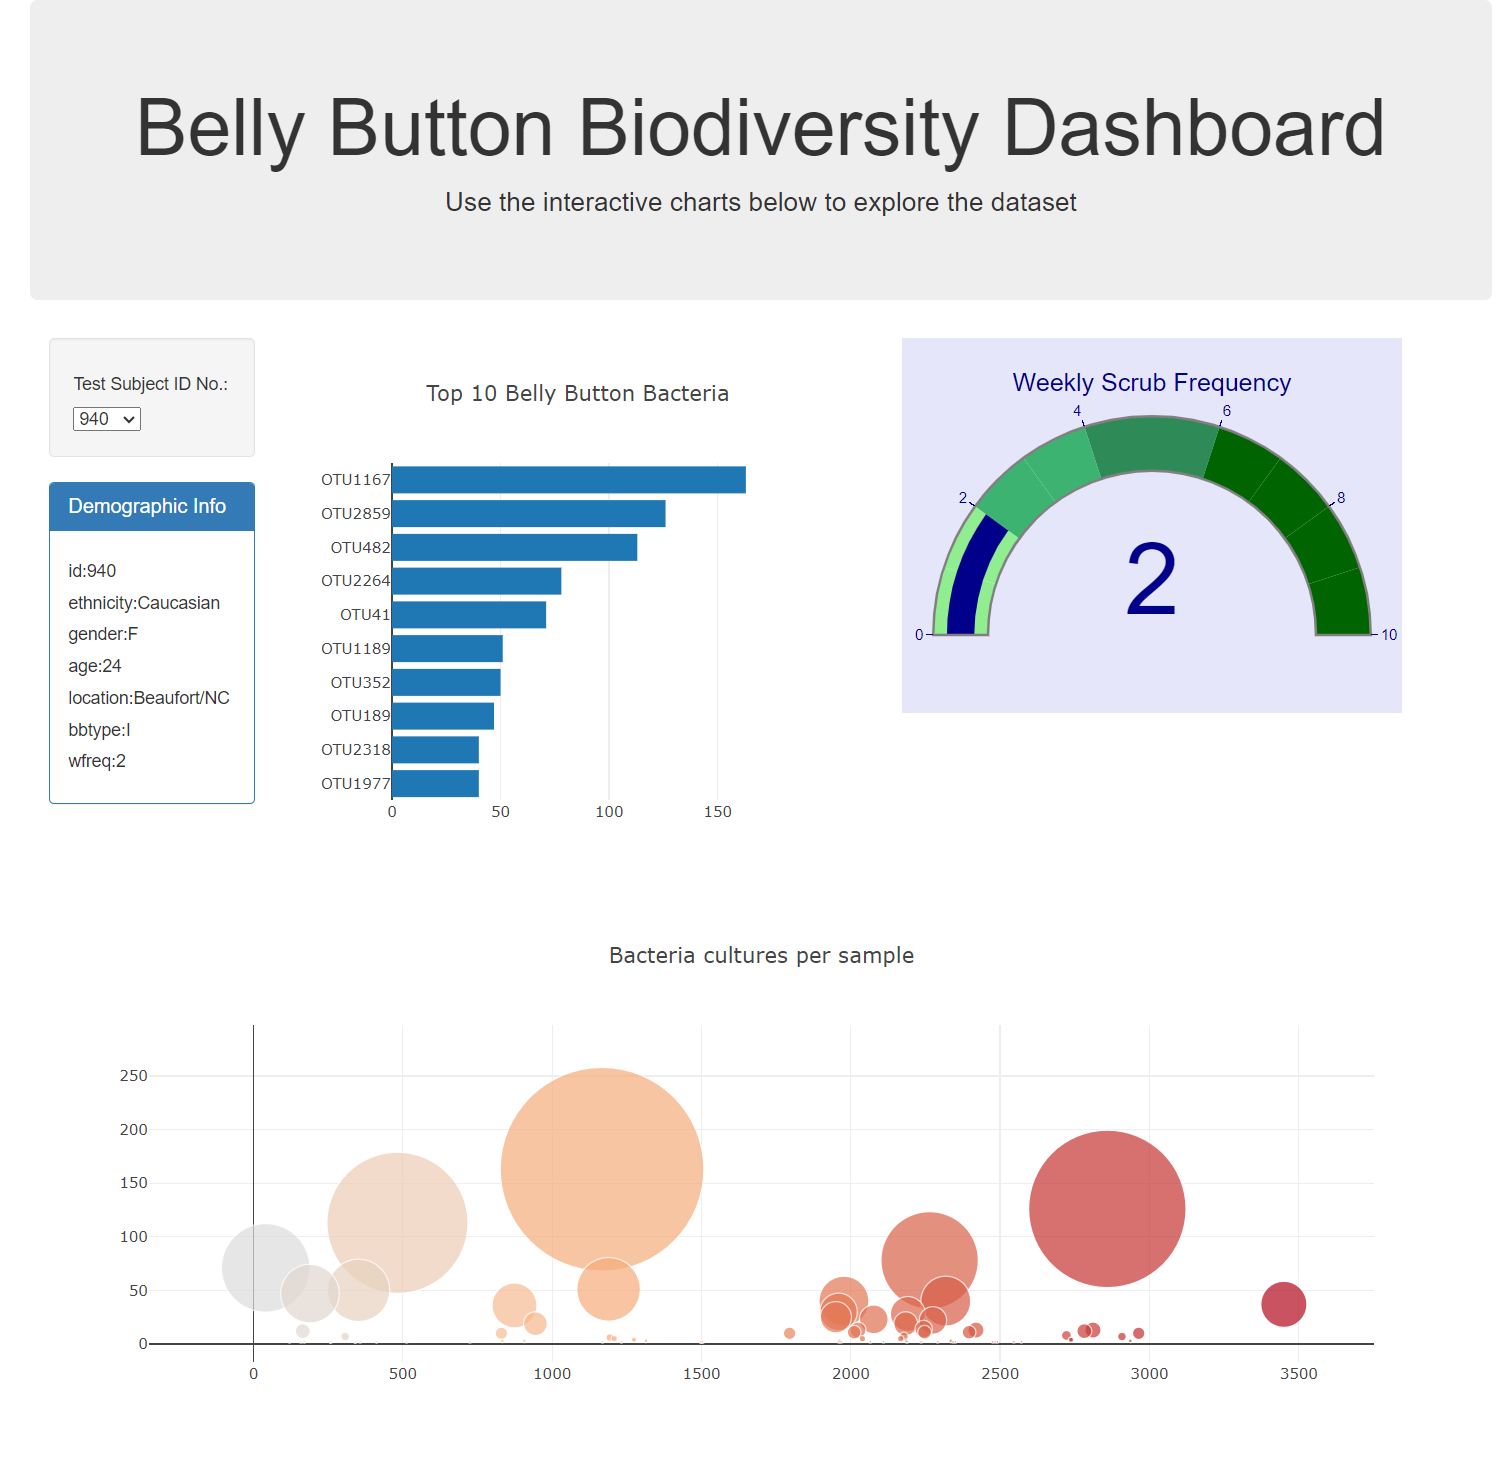 Belly Button Biodiversity Dashboard
Use the interactive charts below to explore the dataset
Test Subject ID No.:
940
Demographic Info
id:940
ethnicity:Caucasian
gender:F
age:24
location:Beaufort/NC
bbtype:I
wfreq:2
Top 10 Belly Button Bacteria
OTU1167
OTU2859
OTU482
OTU2264
OTU41
OTU1189
OTU352
OTU189
OTU2318
OTU1977
0 50 100 150
Weekly Scrub Frequency
0 2 4 6 8 10
2
Bacteria cultures per sample
250
200
150
100
50
0
0 500 1000 1500 2000 2500 3000 3500